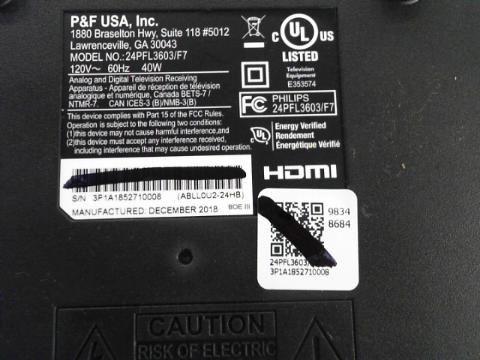 P&F USA, Inc.
1880 Braselton Hwy, Suite 118 #5012
Lawrenceville, GA 30043
MODEL NO.:24PFL3603/F7
120V~ 60Hz 40W
Analog and Digital Television Receiving
Apparatus - Appareil de réception de télévision
analogique et numérique, Canada BETS-7 /
NTMR-7. CAN ICES-3 (B)/NMB-3(B)
This device complies with Part 15 of the FCC Rules.
Operation is subject to the following two conditions:
(1)this device may not cause harmful interference,and
(2)this device must accept any interference received,
including interference that may cause undesired operation.
S/N 3P1A1852710008 (ABLL0U2-24HB)
MANUFACTURED: DECEMBER 2018 BOE III
C UL US
LISTED
Television
Equipment
E353574
FC PHILIPS
24PFL3603/F7
UL Energy Verified
Rendement
Énergétique Vérifié
HDMI
9834
8684
24PFL3603/
3P1A1852710008
CAUTION
RISK OF ELECTRIC